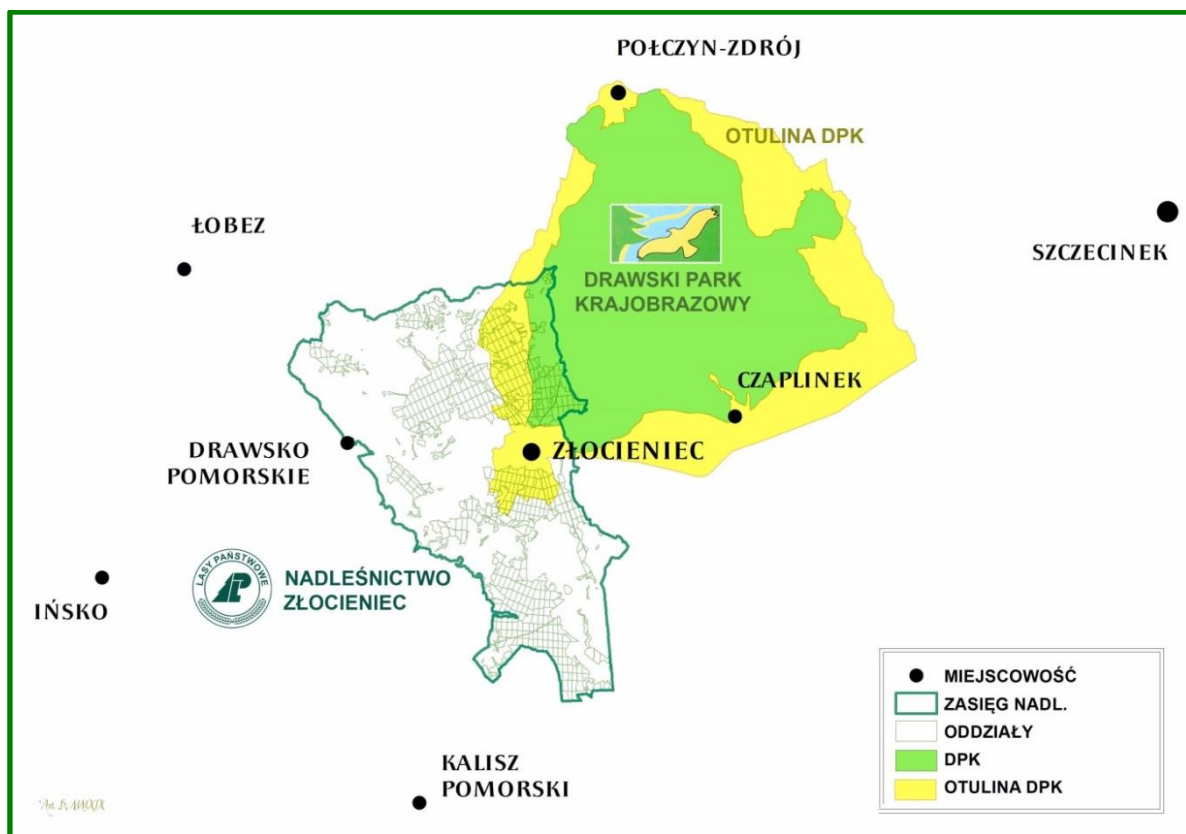 POŁCZYN-ZDRÓJ
OTULINA DPK
ŁOBEZ
SZCZECINEK
DRAWSKI PARK
KRAJOBRAZOWY
CZAPLINEK
DRAWSKO
POMORSKIE
ZŁOCIENIEC
LASY PAŃSTWOWE
NADLEŚNICTWO
ZŁOCIENIEC
IŃSKO
KALISZ
POMORSKI
MIEJSCOWOŚĆ
ZASIĘG NADL.
ODDZIAŁY
DPK
OTULINA DPK